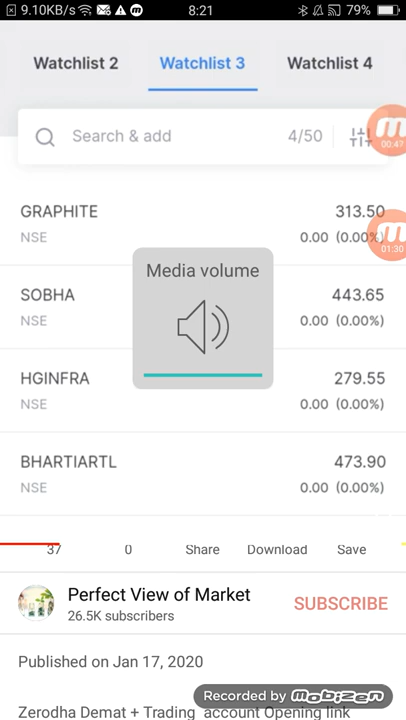 9.10KB/s 8:21 79%
Watchlist 2 Watchlist 3 Watchlist 4
Search & add 4/50
00:47
GRAPHITE 313.50
NSE 0.00 (0.00%)
01:30
Media volume
SOBHA 443.65
NSE 0.00 (0.00%)
HGINFRA 279.55
NSE 0.00 (0.00%)
BHARTIARTL 473.90
NSE 0.00 (0.00%)
37 0 Share Download Save
Perfect View of Market
26.5K subscribers
SUBSCRIBE
Published on Jan 17, 2020
Recorded by mobizen
Zerodha Demat + Trading account Opening link